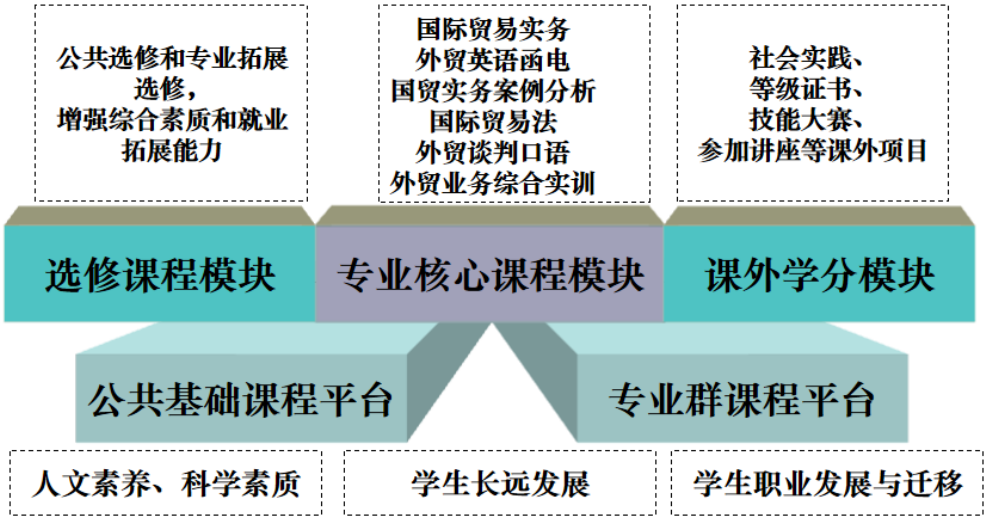 公共选修和专业拓展
选修，
增强综合素质和就业
拓展能力
国际贸易实务
外贸英语函电
国贸实务案例分析
国际贸易法
外贸谈判口语
外贸业务综合实训
社会实践、
等级证书、
技能大赛、
参加讲座等课外项目
选修课程模块
专业核心课程模块
课外学分模块
公共基础课程平台
专业群课程平台
人文素养、科学素质
学生长远发展
学生职业发展与迁移